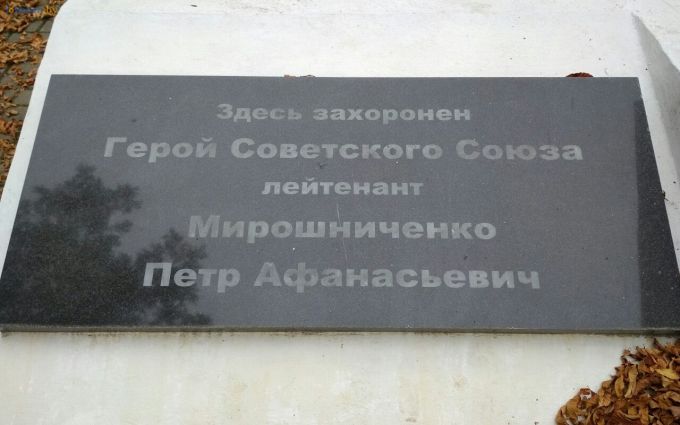 Здесь захоронен
Герой Советского Союза
лейтенант
Мирошниченко
Петр Афанасьевич